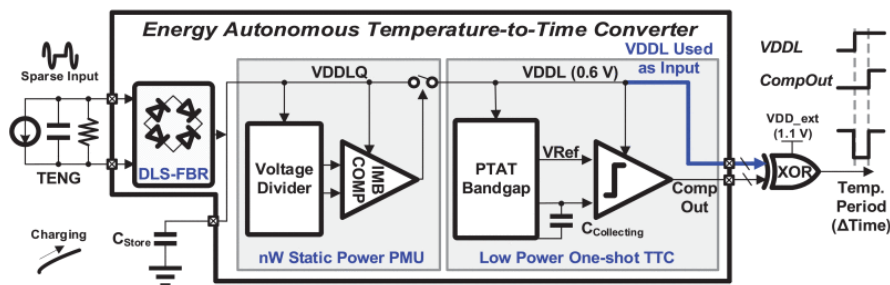 Energy Autonomous Temperature-to-Time Converter
Sparse Input
TENG
DLS-FBR
Charging
CStore
VDDLQ
Voltage
Divider
IMB
COMP
nW Static Power PMU
VDDL (0.6 V)
VDDL Used
as Input
PTAT
Bandgap
VRef
CCollecting
Low Power One-shot TTC
Comp
Out
VDD_ext
(1.1 V)
XOR
VDDL
CompOut
Temp.
Period
(ΔTime)